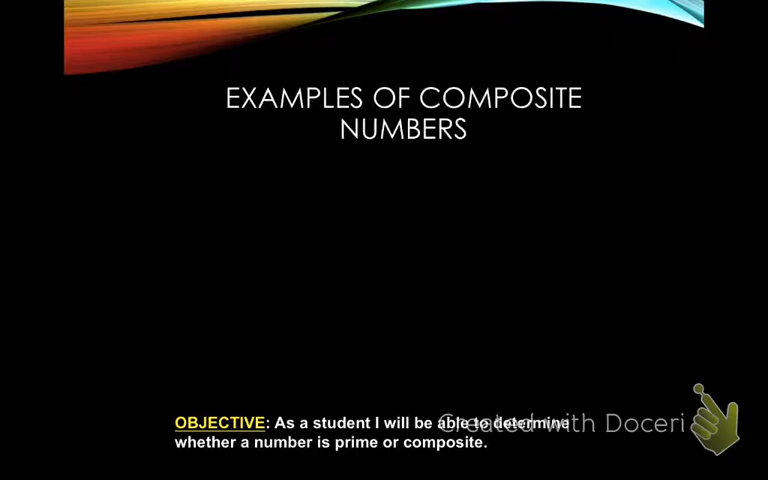 EXAMPLES OF COMPOSITE
NUMBERS
OBJECTIVE: As a student I will be able to determine
whether a number is prime or composite.
Created with Doceri